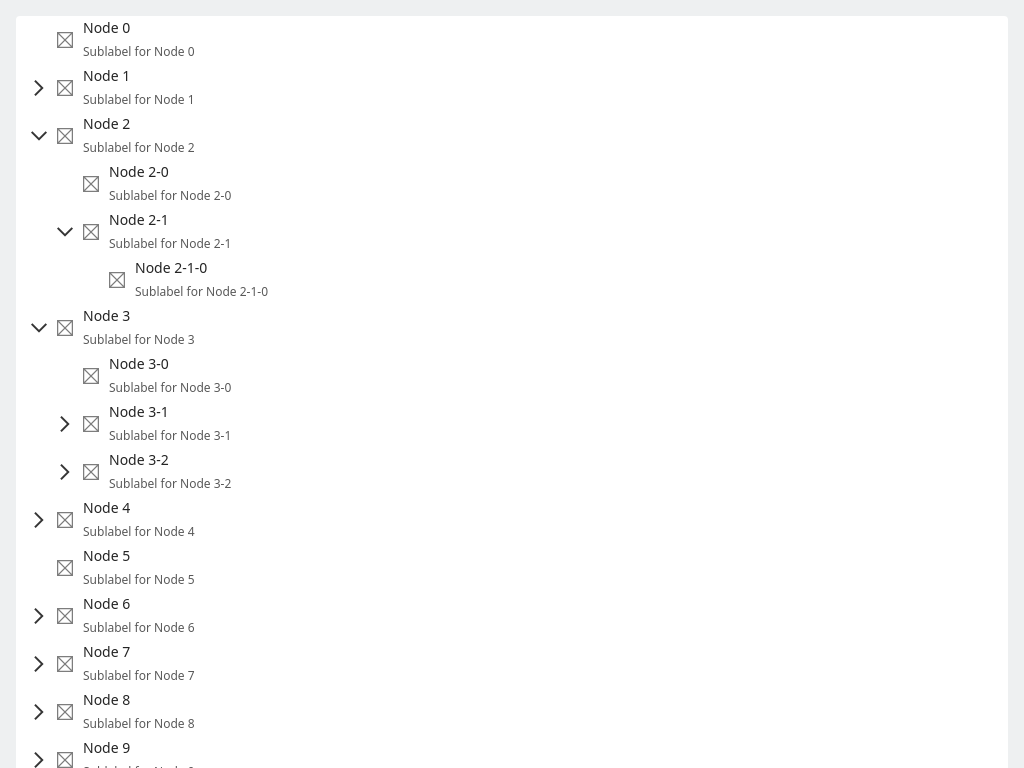 Node 0
Sublabel for Node 0
Node 1
Sublabel for Node 1
Node 2
Sublabel for Node 2
Node 2-0
Sublabel for Node 2-0
Node 2-1
Sublabel for Node 2-1
Node 2-1-0
Sublabel for Node 2-1-0
Node 3
Sublabel for Node 3
Node 3-0
Sublabel for Node 3-0
Node 3-1
Sublabel for Node 3-1
Node 3-2
Sublabel for Node 3-2
Node 4
Sublabel for Node 4
Node 5
Sublabel for Node 5
Node 6
Sublabel for Node 6
Node 7
Sublabel for Node 7
Node 8
Sublabel for Node 8
Node 9